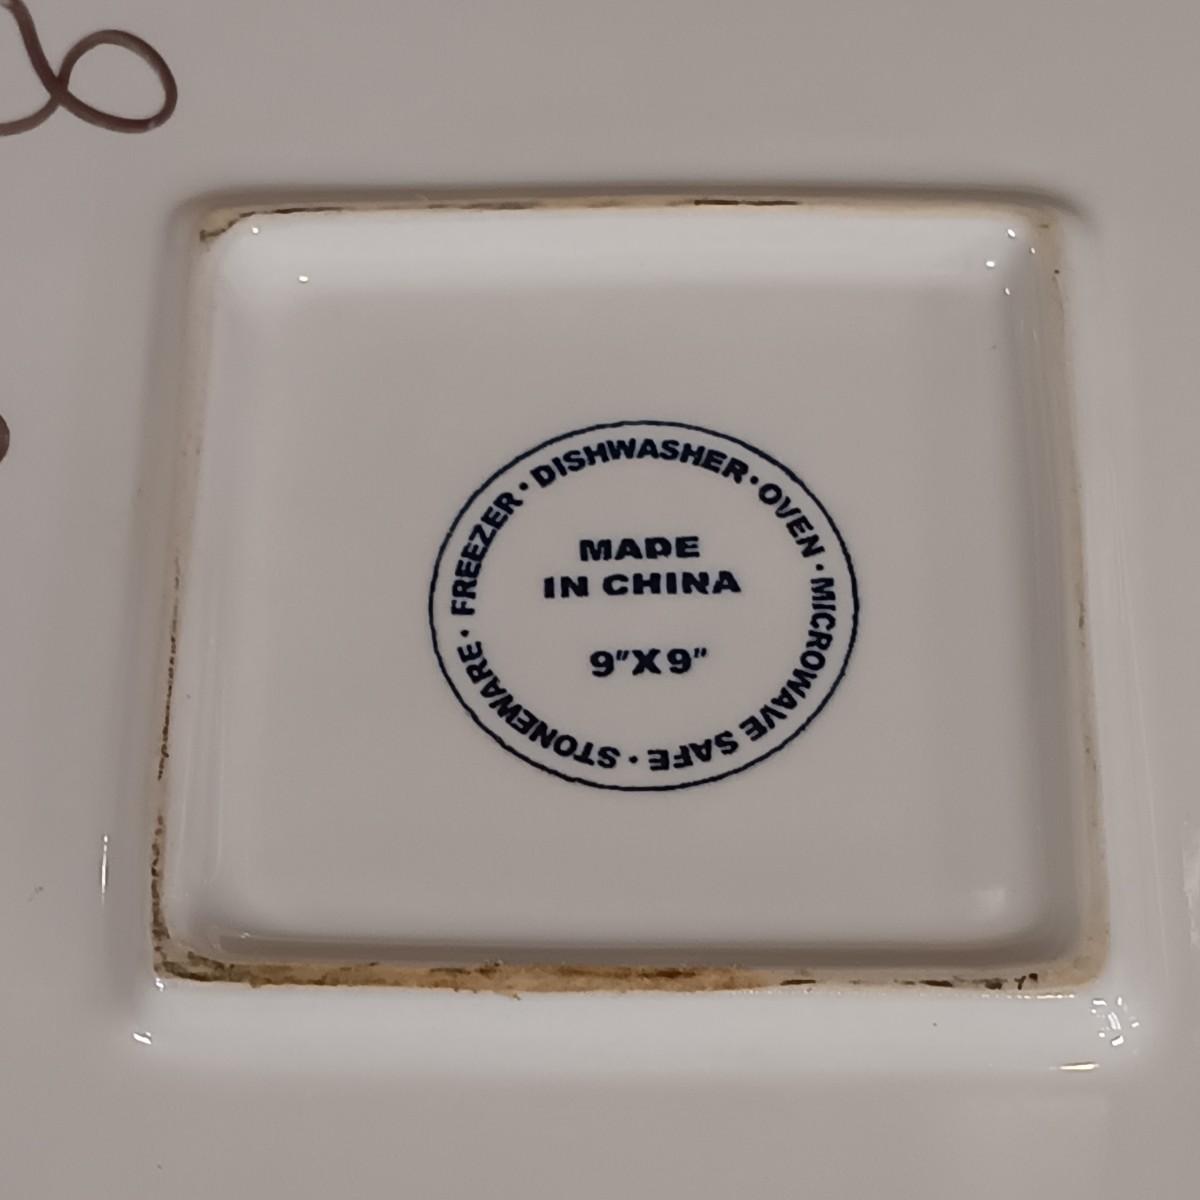 FREEZER · DISHWASHER · OVEN · MICROWAVE SAFE · STONEWARE ·
MADE
IN CHINA
9"X9"